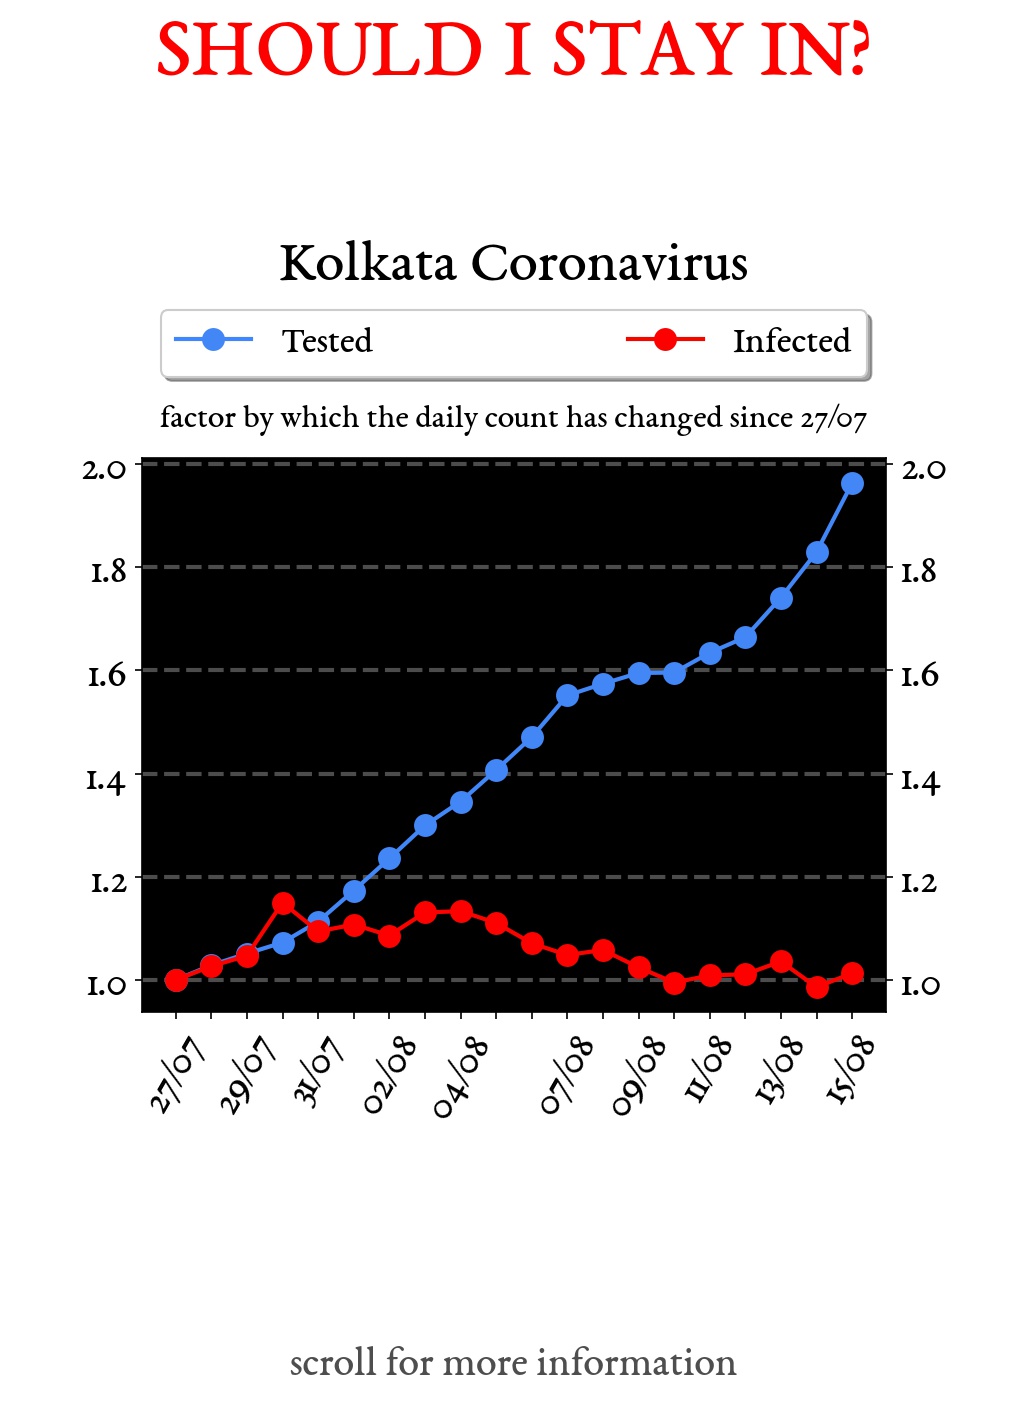 SHOULD I STAY IN?
Kolkata Coronavirus
Tested Infected
factor by which the daily count has changed since 27/07
2.0 2.0
1.8 1.8
1.6 1.6
1.4 1.4
1.2 1.2
1.0 1.0
27/07 29/07 31/07 02/08 04/08 07/08 09/08 11/08 13/08 15/08
scroll for more information